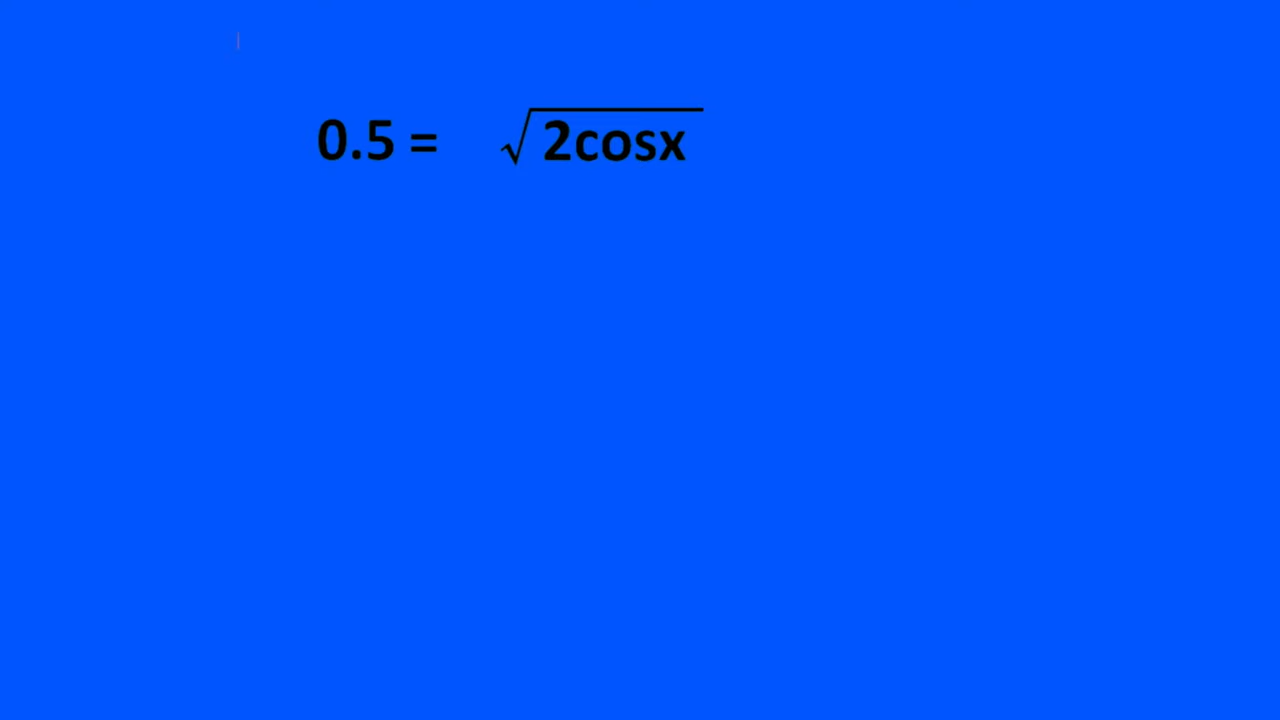 0.5 = √2cosx